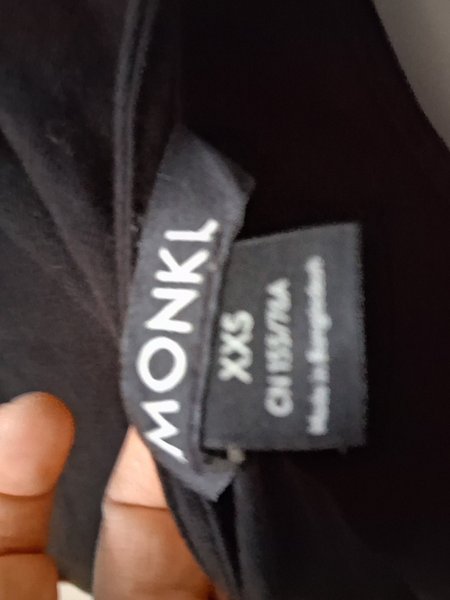 MONKI
XXS
CN 155/76A
Made in Bangladesh